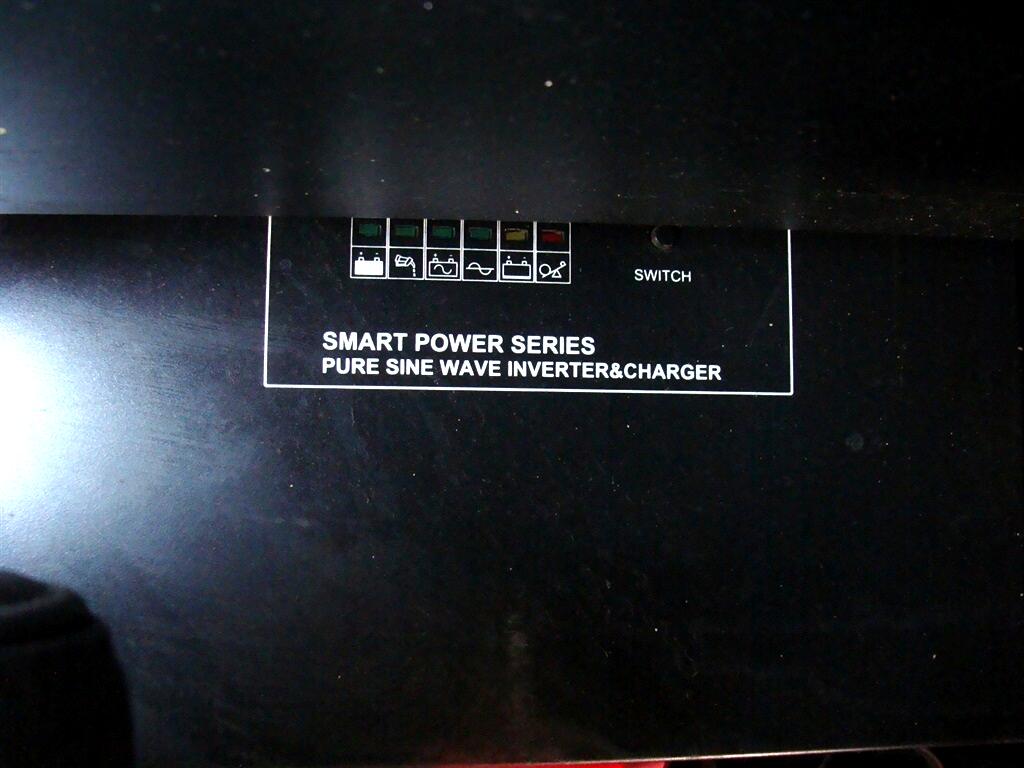 SWITCH
SMART POWER SERIES
PURE SINE WAVE INVERTER&CHARGER